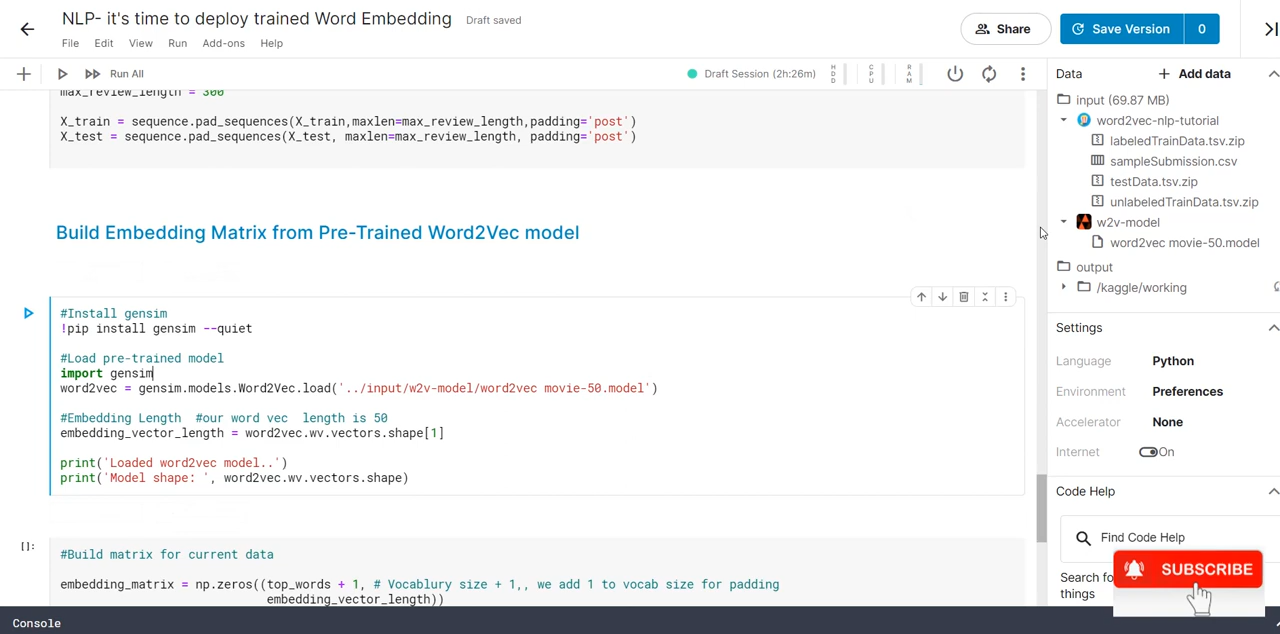 NLP- it's time to deploy trained Word Embedding
Draft saved
File Edit View Run Add-ons Help
Share
Save Version 0
Run All
Draft Session (2h:26m)
HDD
CPU
RAM
max_review_length = 300
X_train = sequence.pad_sequences(X_train,maxlen=max_review_length,padding='post')
X_test = sequence.pad_sequences(X_test, maxlen=max_review_length, padding='post')
Build Embedding Matrix from Pre-Trained Word2Vec model
#Install gensim
!pip install gensim --quiet
#Load pre-trained model
import gensim
word2vec = gensim.models.Word2Vec.load('../input/w2v-model/word2vec movie-50.model')
#Embedding Length  #our word vec  length is 50
embedding_vector_length = word2vec.wv.vectors.shape[1]
print('Loaded word2vec model..')
print('Model shape: ', word2vec.wv.vectors.shape)
[]:
#Build matrix for current data
embedding_matrix = np.zeros((top_words + 1, # Vocablury size + 1,, we add 1 to vocab size for padding
embedding_vector_length))
Console
Data
Add data
input (69.87 MB)
word2vec-nlp-tutorial
labeledTrainData.tsv.zip
sampleSubmission.csv
testData.tsv.zip
unlabeledTrainData.tsv.zip
w2v-model
word2vec movie-50.model
output
/kaggle/working
Settings
Language Python
Environment Preferences
Accelerator None
Internet On
Code Help
Find Code Help
Search fo
things
SUBSCRIBE